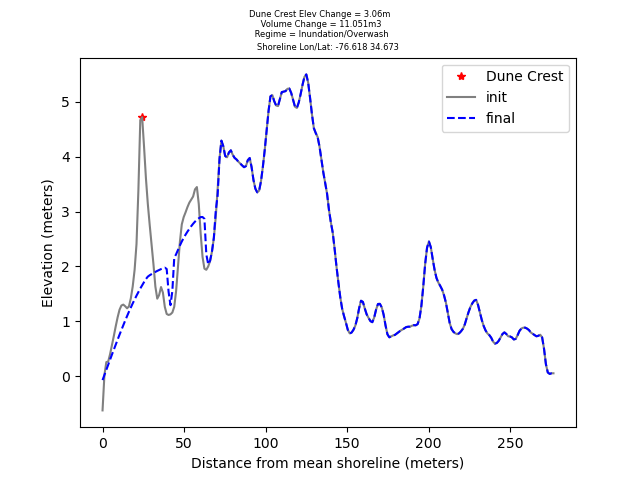 Dune Crest Elev Change = 3.06m
Volume Change = 11.051m3
Regime = Inundation/Overwash
Shoreline Lon/Lat: -76.618 34.673
Dune Crest
init
final
Elevation (meters)
5
4
3
2
1
0
0 50 100 150 200 250
Distance from mean shoreline (meters)